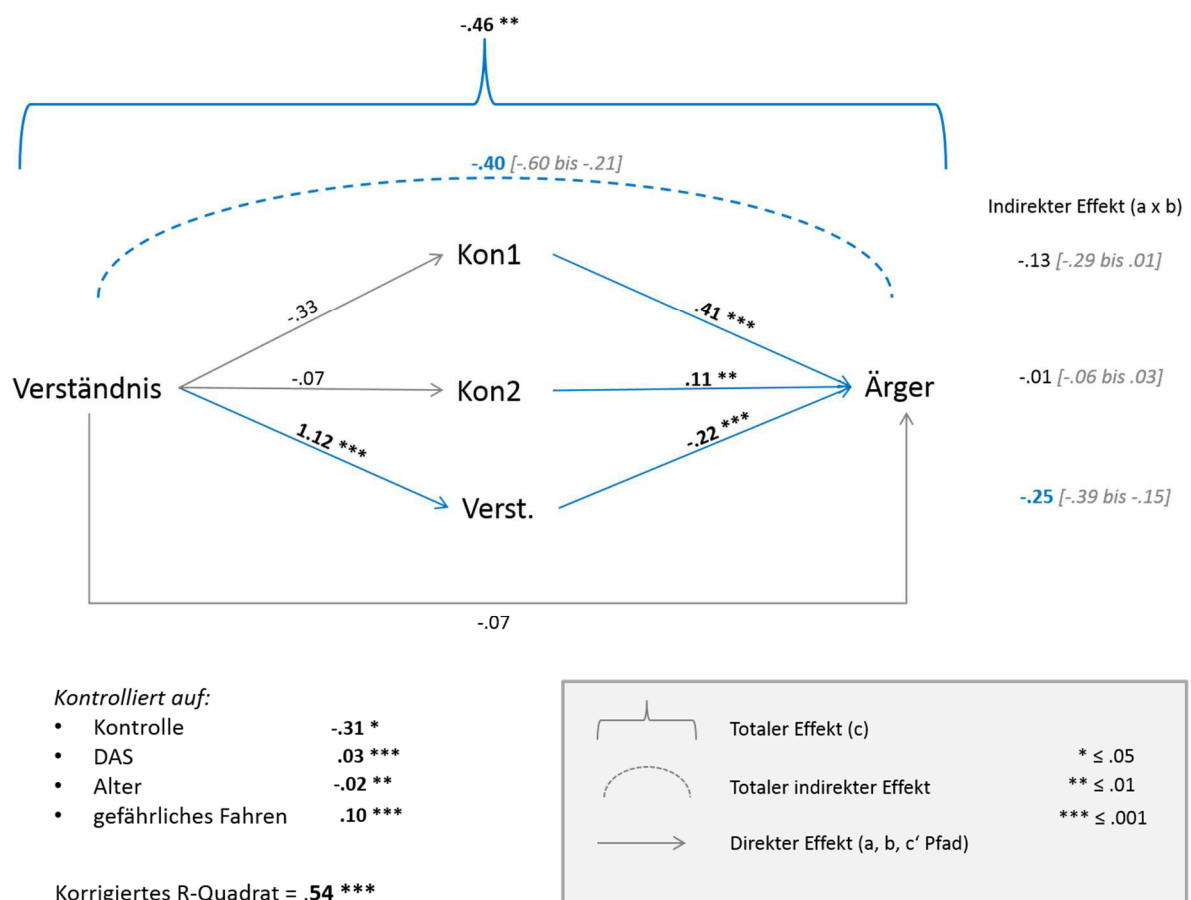 -.46 **
-.40 [-.60 bis -.21]
Indirekter Effekt (a x b)
Kon1
-.13 [-.29 bis .01]
-.33
.41 ***
Verständnis
-.07
Kon2
.11 **
Ärger
-.01 [-.06 bis .03]
1.12 ***
-.22 ***
Verst.
-.25 [-.39 bis -.15]
-.07
Kontrolliert auf:
• Kontrolle -.31 *
• DAS .03 ***
• Alter -.02 **
• gefährliches Fahren .10 ***
Korrigiertes R-Quadrat = .54 ***
Totaler Effekt (c)
* ≤ .05
Totaler indirekter Effekt
** ≤ .01
*** ≤ .001
Direkter Effekt (a, b, c‘ Pfad)